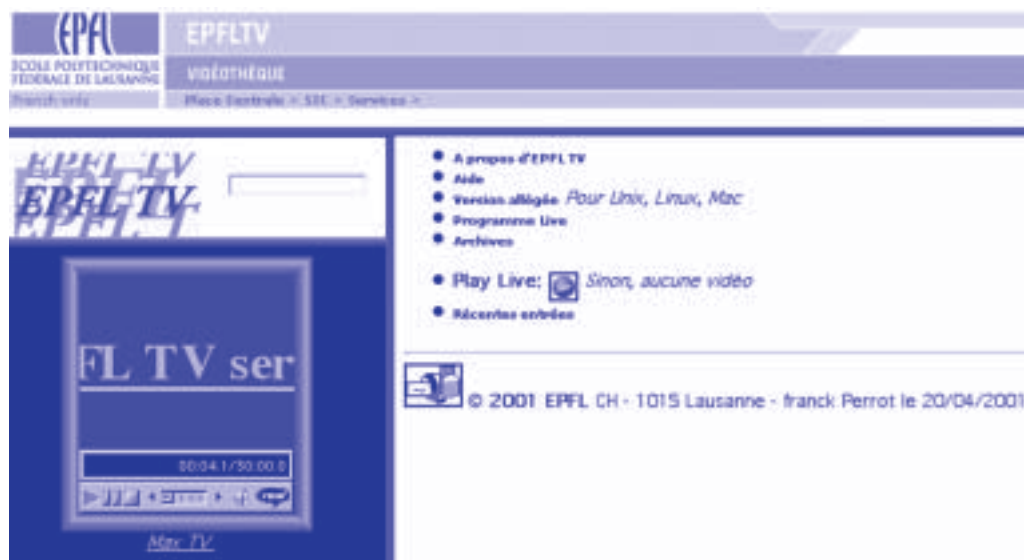 EPFL
ÉCOLE POLYTECHNIQUE
FÉDÉRALE DE LAUSANNE
French only
EPFLTV
VIDÉOTHÈQUE
Place Centrale > SIC > Services >
EPFL TV
EPFL TV
EPFL T
FL TV ser
00:04.1/30:00.0
Max TV
A propos d'EPFL TV
Aide
Version allégée Pour Unix, Linux, Mac
Programme Live
Archives
Play Live: Sinon, aucune vidéo
Récentes entrées
© 2001 EPFL CH - 1015 Lausanne - franck Perrot le 20/04/2001